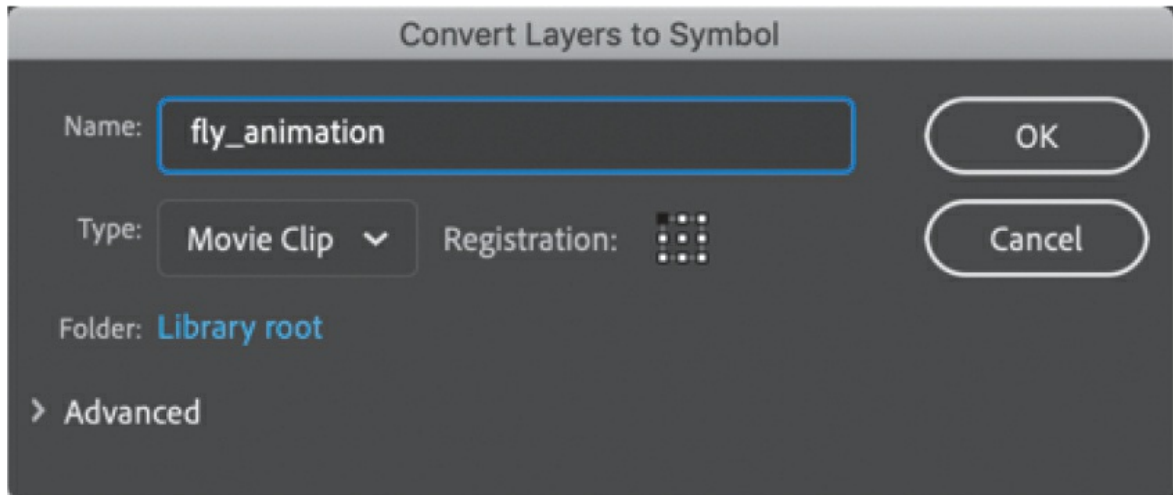 Convert Layers to Symbol
Name: fly_animation OK
Type: Movie Clip Registration: Cancel
Folder: Library root
Advanced